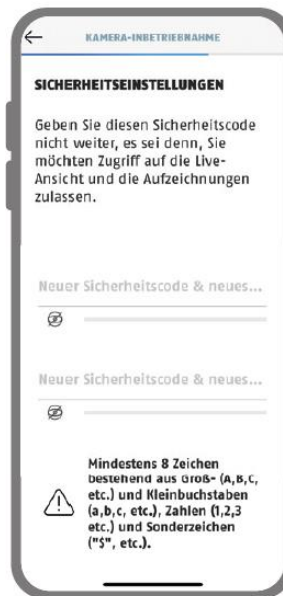 KAMERA-INBETRIEBNAHME
SICHERHEITSEINSTELLUNGEN
Geben Sie diesen Sicherheitscode
nicht weiter, es sei denn, Sie
möchten Zugriff auf die Live-
Ansicht und die Aufzeichnungen
zulassen.
Neuer Sicherheitscode & neues...
Neuer Sicherheitscode & neues...
Mindestens 8 Zeichen
bestehend aus Groß- (A,B,C,
etc.) und Kleinbuchstaben
(a,b,c, etc.), Zahlen (1,2,3
etc.) und Sonderzeichen
("$", etc.).